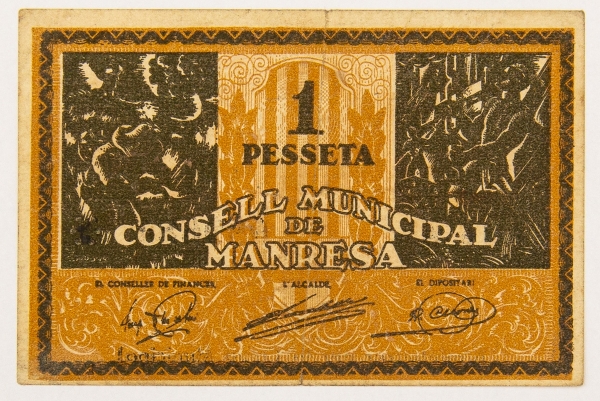 1
PESSETA
CONSELL MUNICIPAL
DE
MANRESA
EL CONSELLER DE FINANCES, L'ALCALDE, EL DIPOSITARI